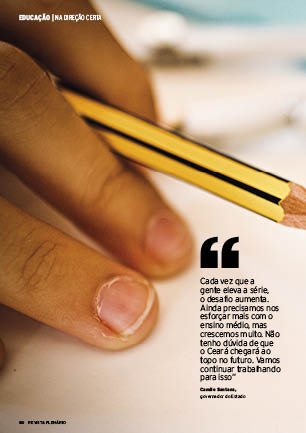 EDUCAÇÃO | NA DIREÇÃO CERTA
“
Cada vez que a
gente eleva a série,
o desafio aumenta.
Ainda precisamos nos
esforçar mais com o
ensino médio, mas
crescemos muito. Não
tenho dúvida de que
o Ceará chegará ao
topo no futuro. Vamos
continuar trabalhando
para isso”
Camilo Santana,
governador do Estado
REVISTA PLENÁRIO